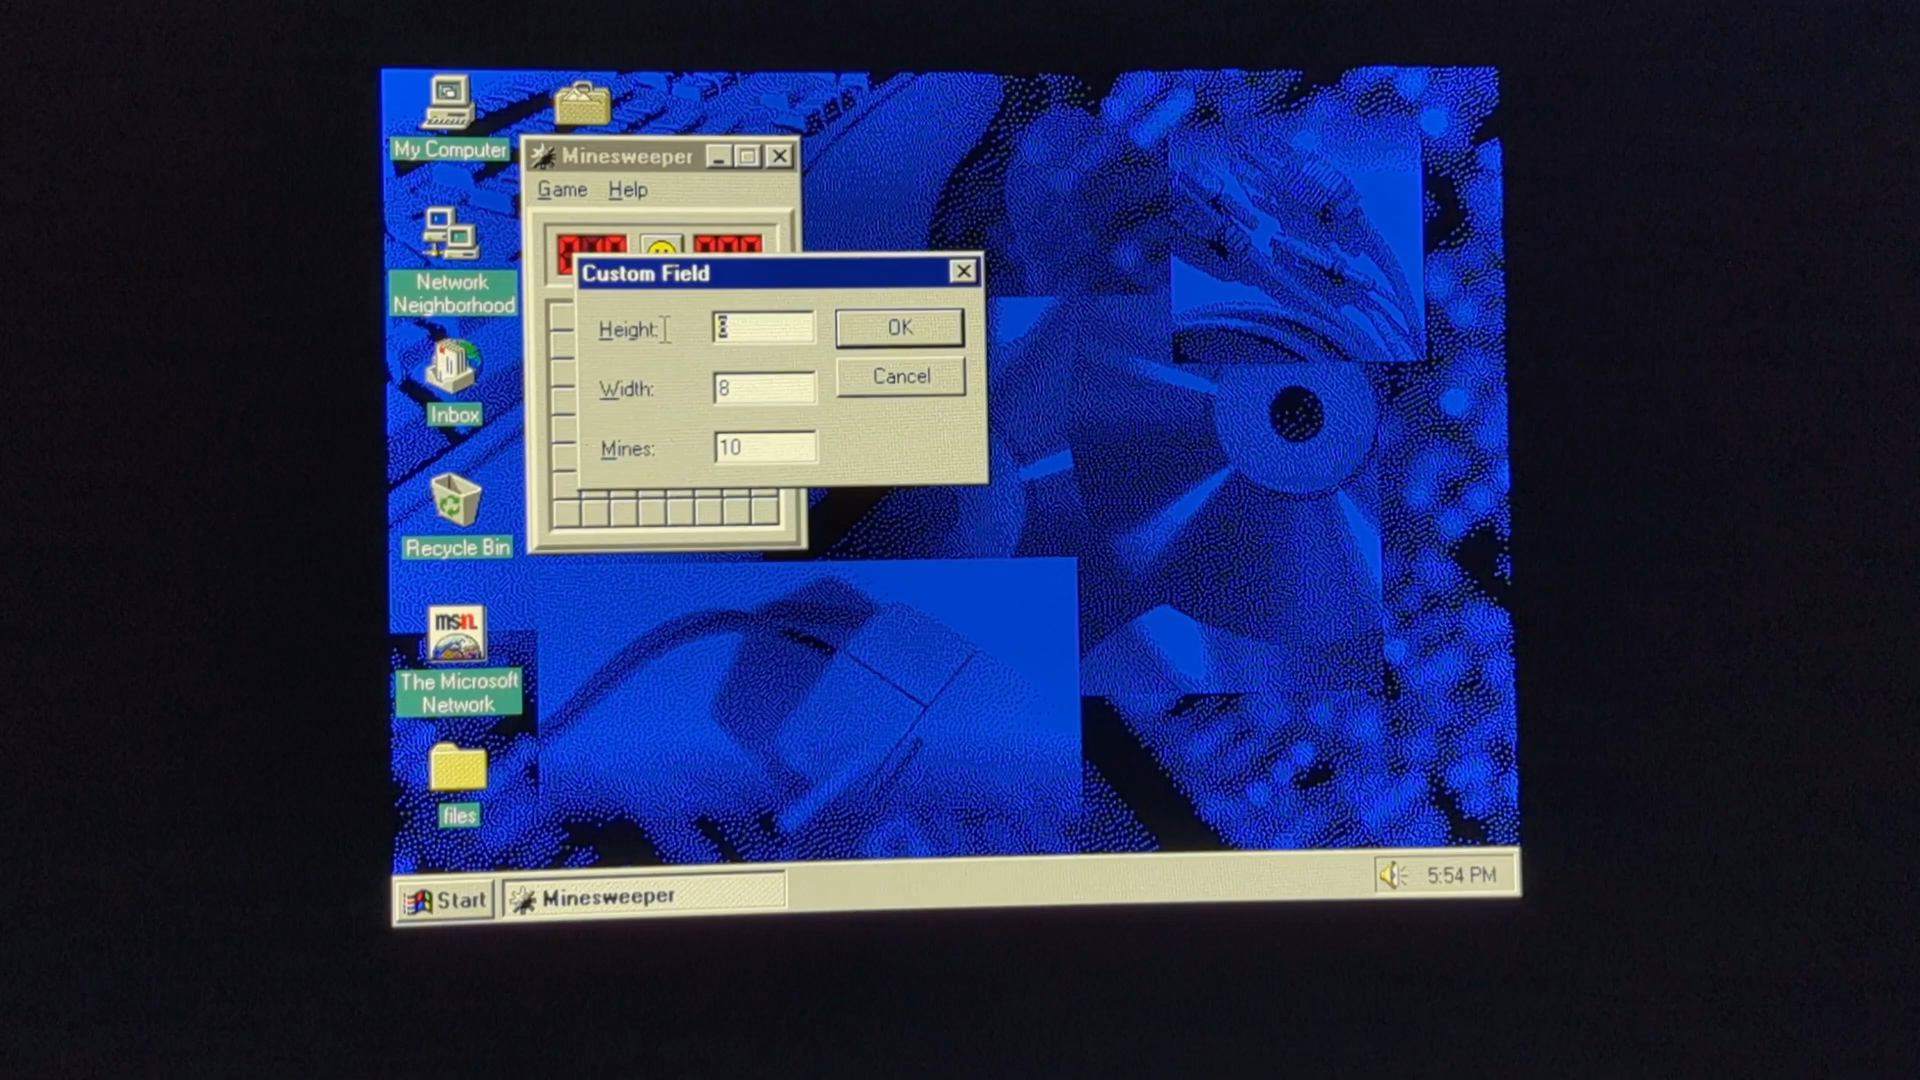 My Computer
Network
Neighborhood
Inbox
Recycle Bin
msn
The Microsoft
Network
files
Minesweeper
Game Help
Custom Field
Height:
OK
Width: 8
Cancel
Mines: 10
Start
Minesweeper
5:54 PM